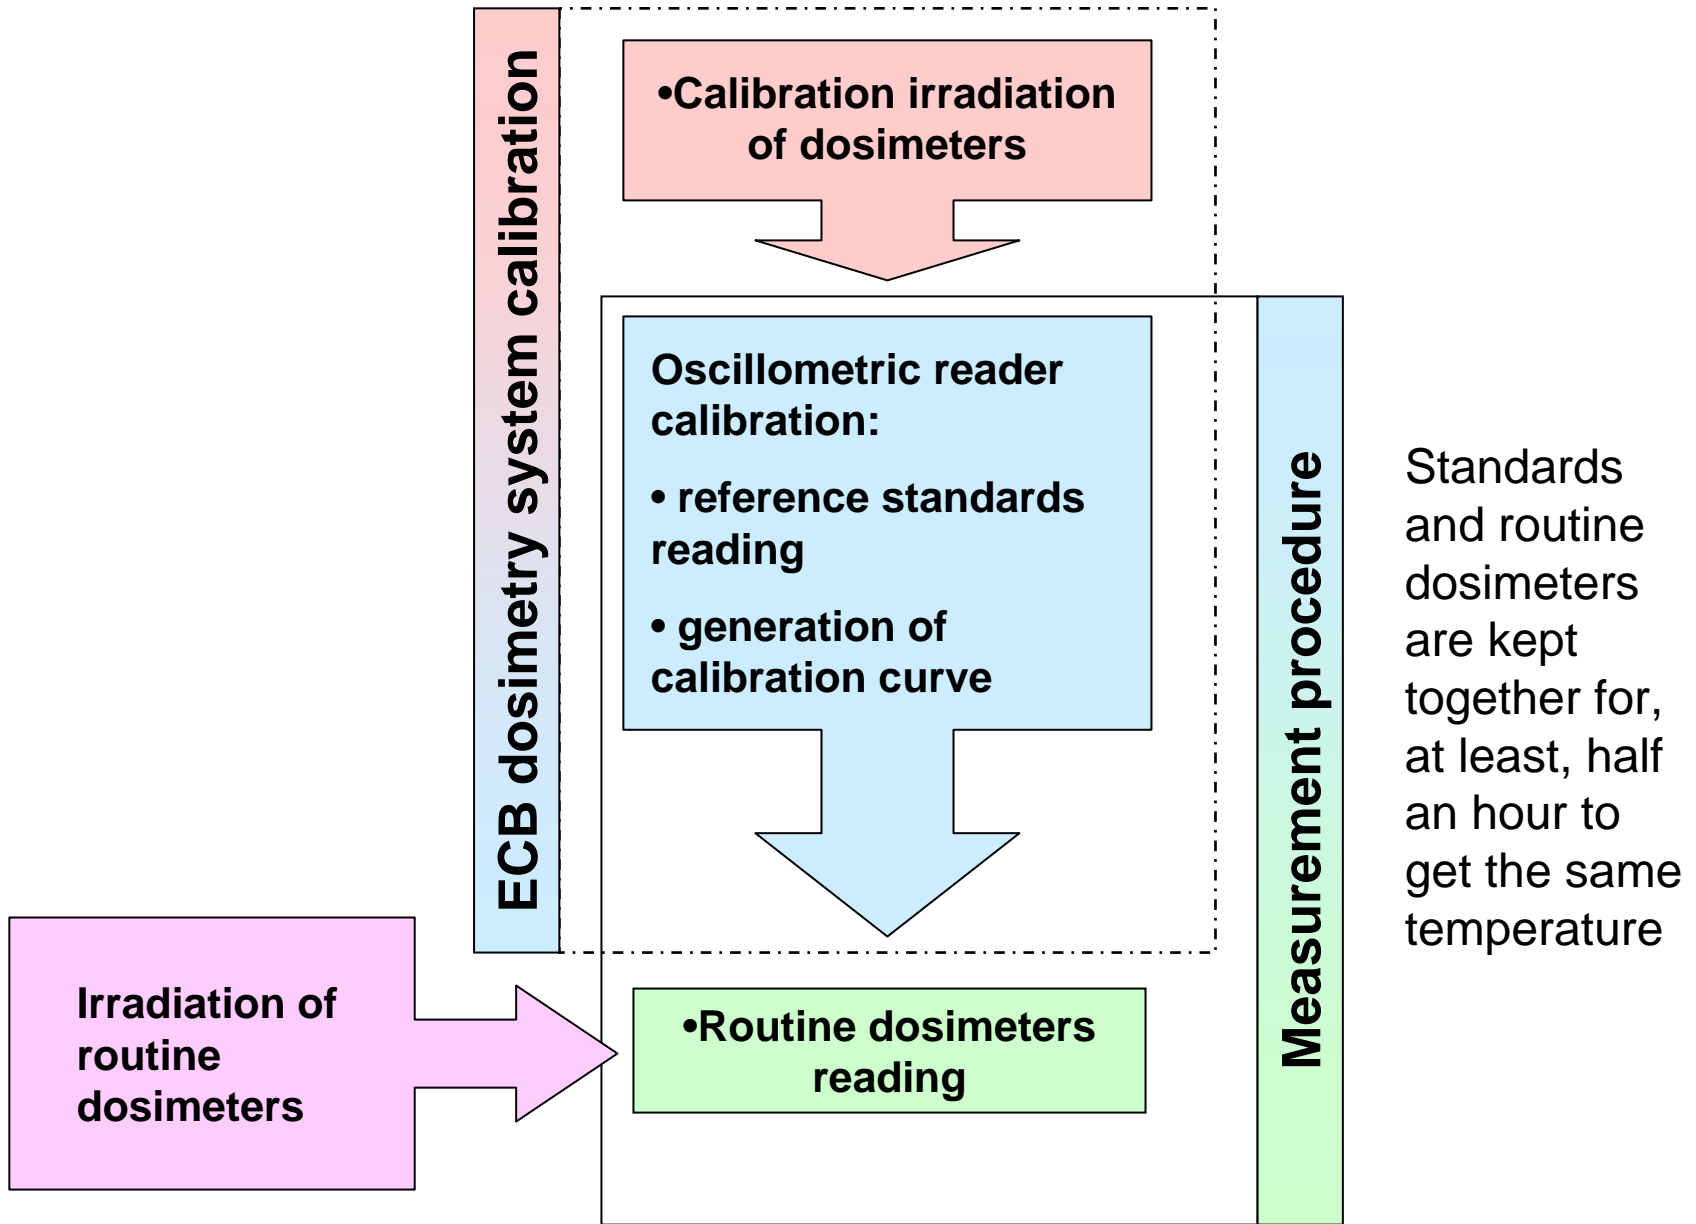 ECB dosimetry system calibration
•Calibration irradiation
of dosimeters
Oscillometric reader
calibration:
• reference standards
reading
• generation of
calibration curve
Measurement procedure
Standards
and routine
dosimeters
are kept
together for,
at least, half
an hour to
get the same
temperature
Irradiation of
routine
dosimeters
•Routine dosimeters
reading